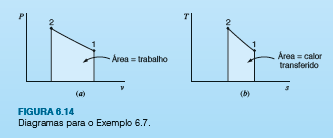 P
2
1
Área = trabalho
v
(a)
T
2
1
Área = calor
transferido
s
(b)
FIGURA 6.14
Diagramas para o Exemplo 6.7.